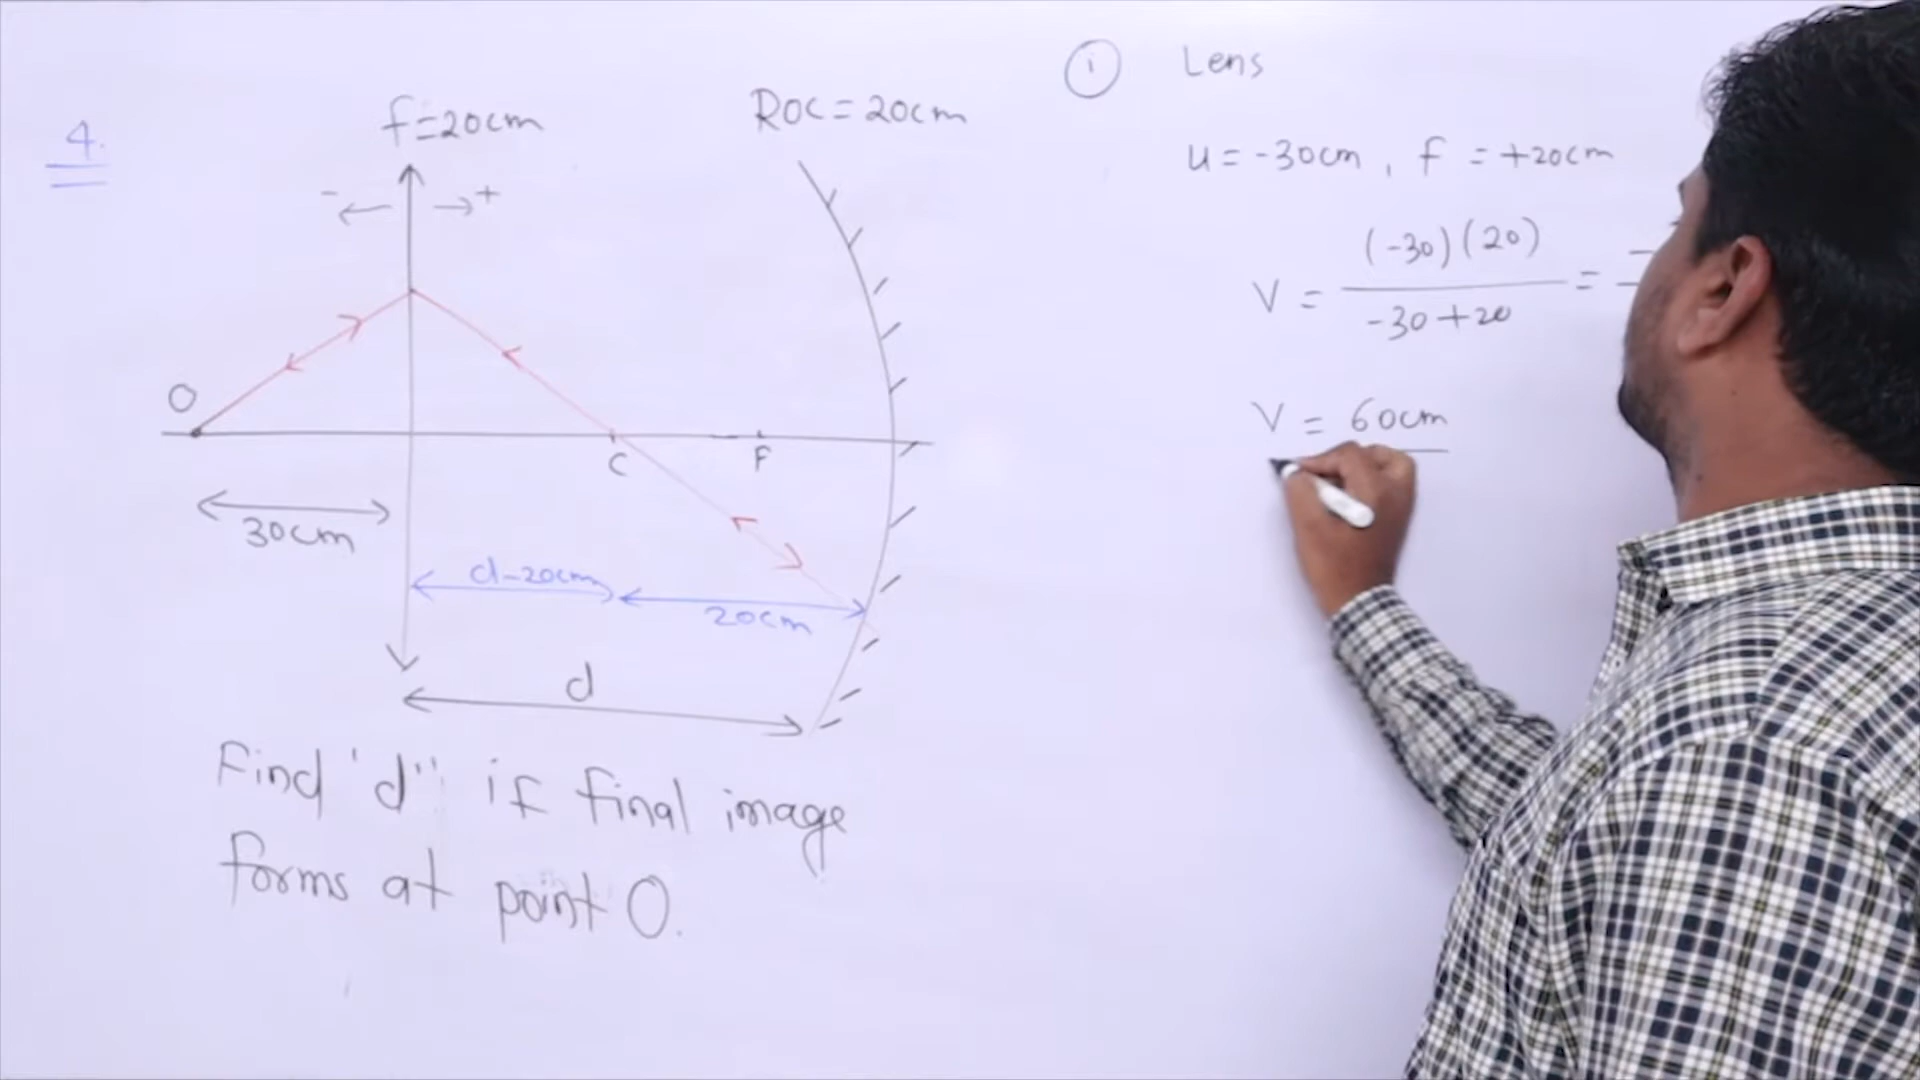 4.
f=20cm
ROC = 20cm
- +
O
C
F
30cm
d-20cm
20cm
d
Find 'd'' if final image
forms at point O.
i Lens
u = -30cm , f = +20cm
V = (-30)(20) / -30+20 =
V = 60cm